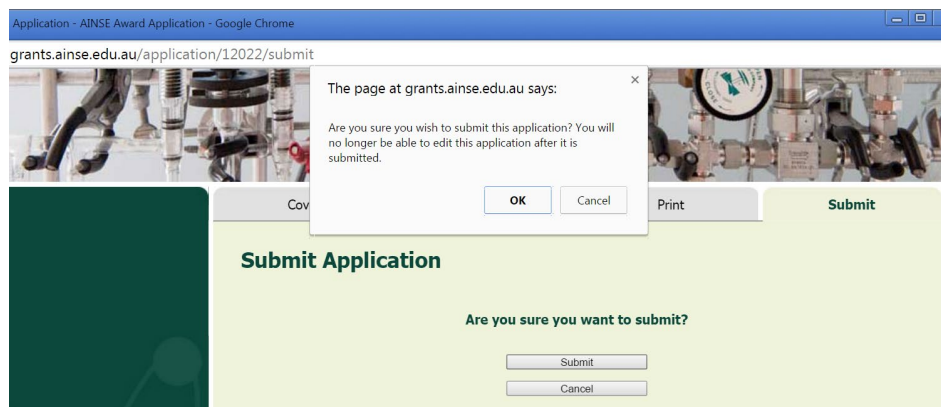 Application - AINSE Award Application - Google Chrome
grants.ainse.edu.au/application/12022/submit
The page at grants.ainse.edu.au says:
Are you sure you wish to submit this application? You will
no longer be able to edit this application after it is
submitted.
OK
Cancel
Cov
Print
Submit
Submit Application
Are you sure you want to submit?
Submit
Cancel